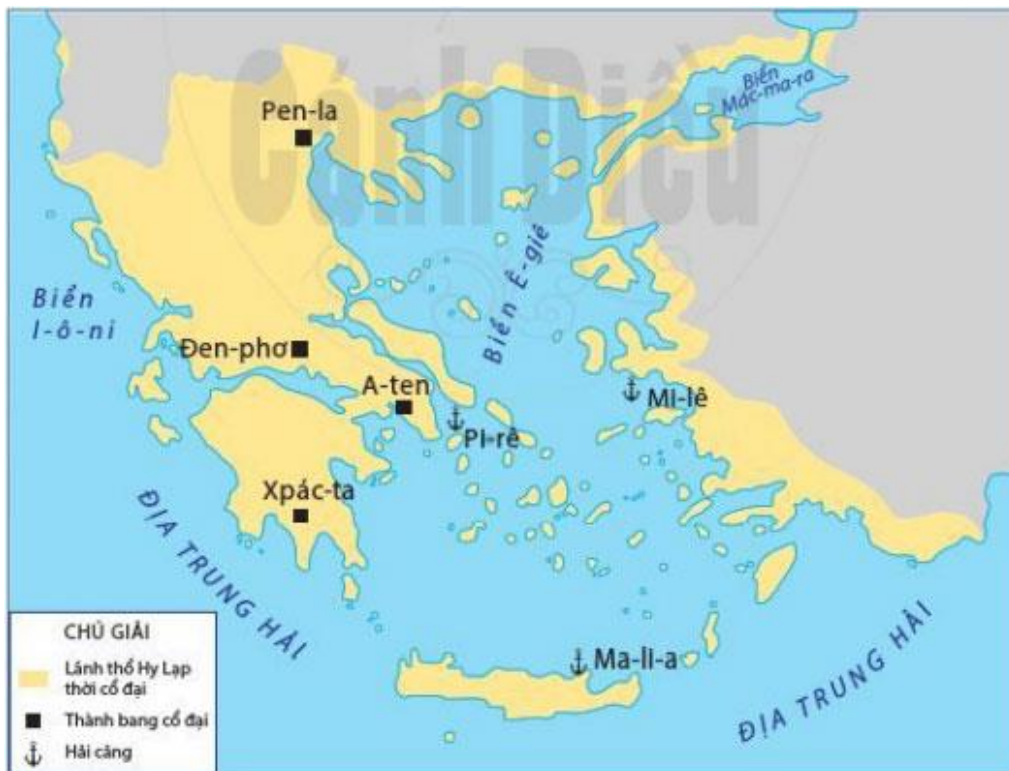 Cánh Diều
Biển
Mác-ma-ra
Pen-la
Biển Ê-giê
Biển
I-ô-ni
Đen-phơ
A-ten
Pi-rê
Mi-lê
Xpác-ta
ĐỊA TRUNG HẢI
Ma-li-a
ĐỊA TRUNG HẢI
CHÚ GIẢI
Lãnh thổ Hy Lạp
thời cổ đại
Thành bang cổ đại
Hải cảng